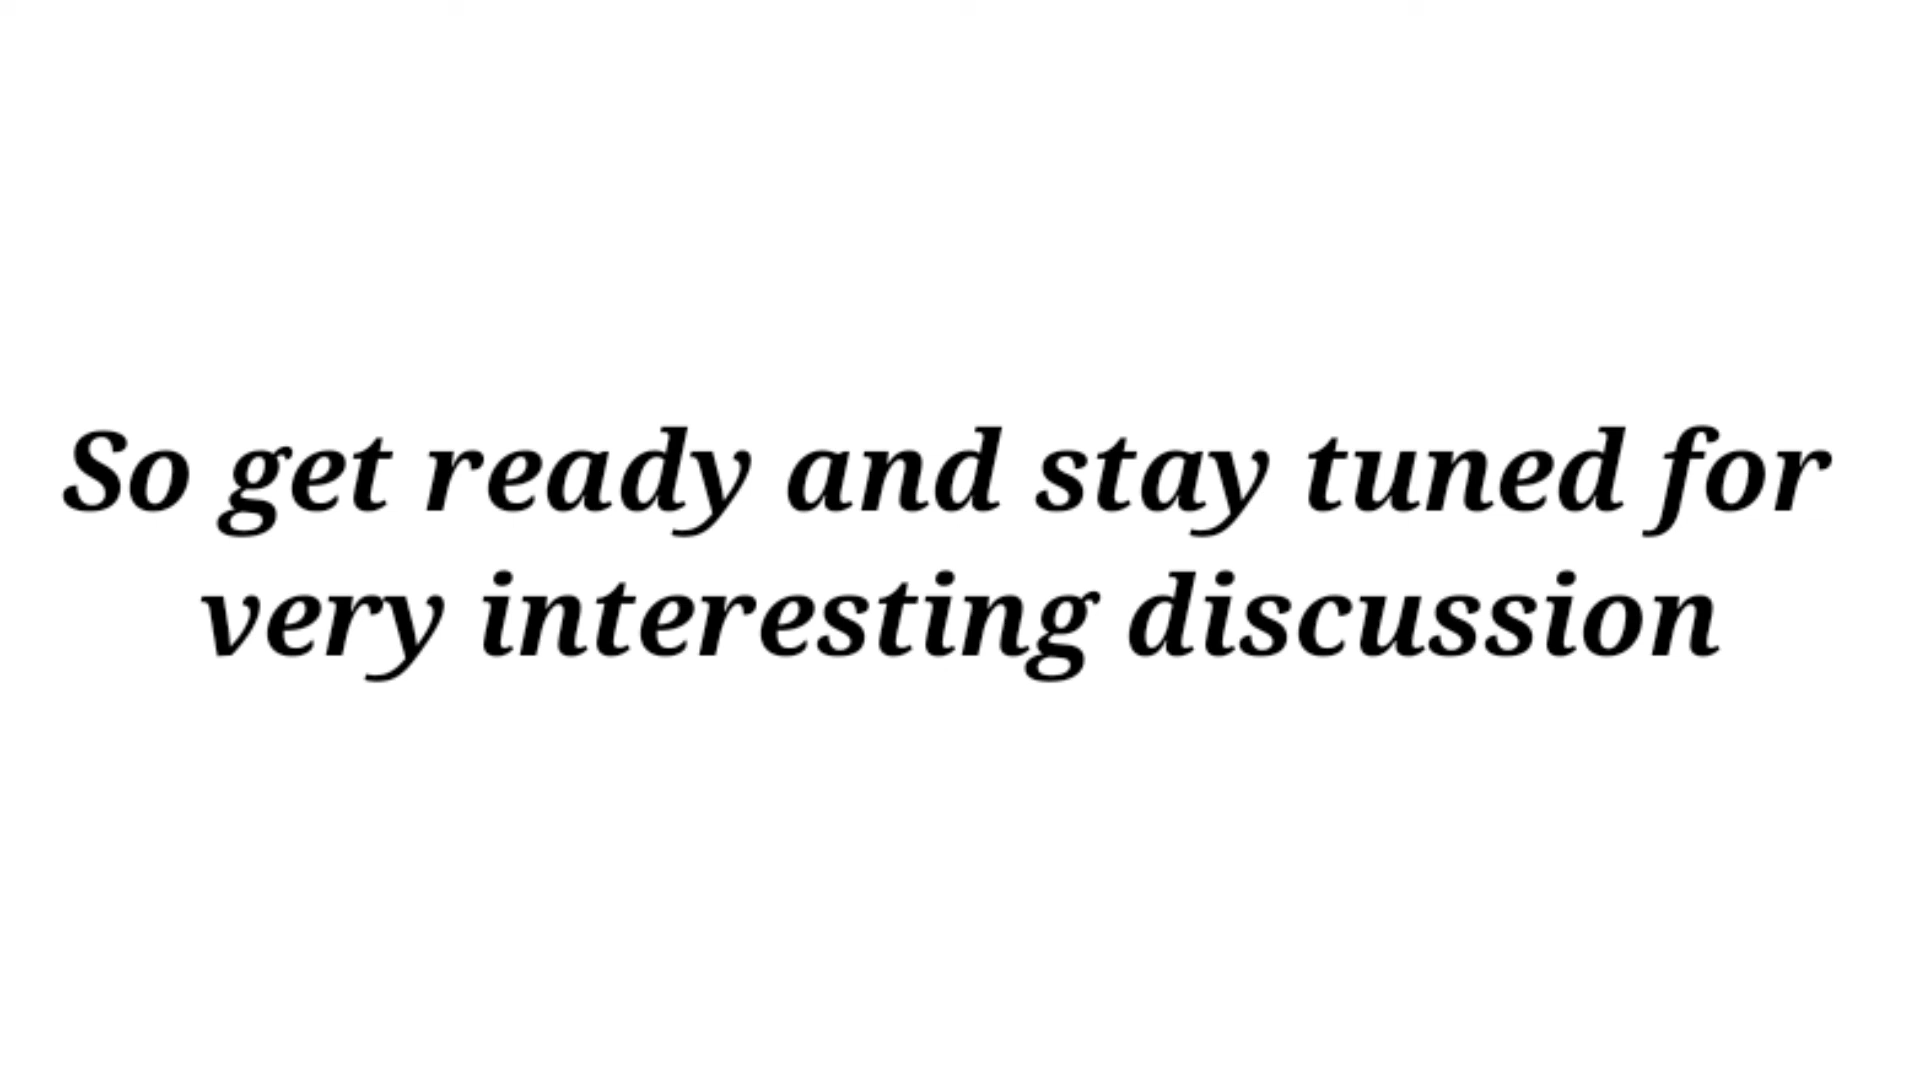 So get ready and stay tuned for
very interesting discussion